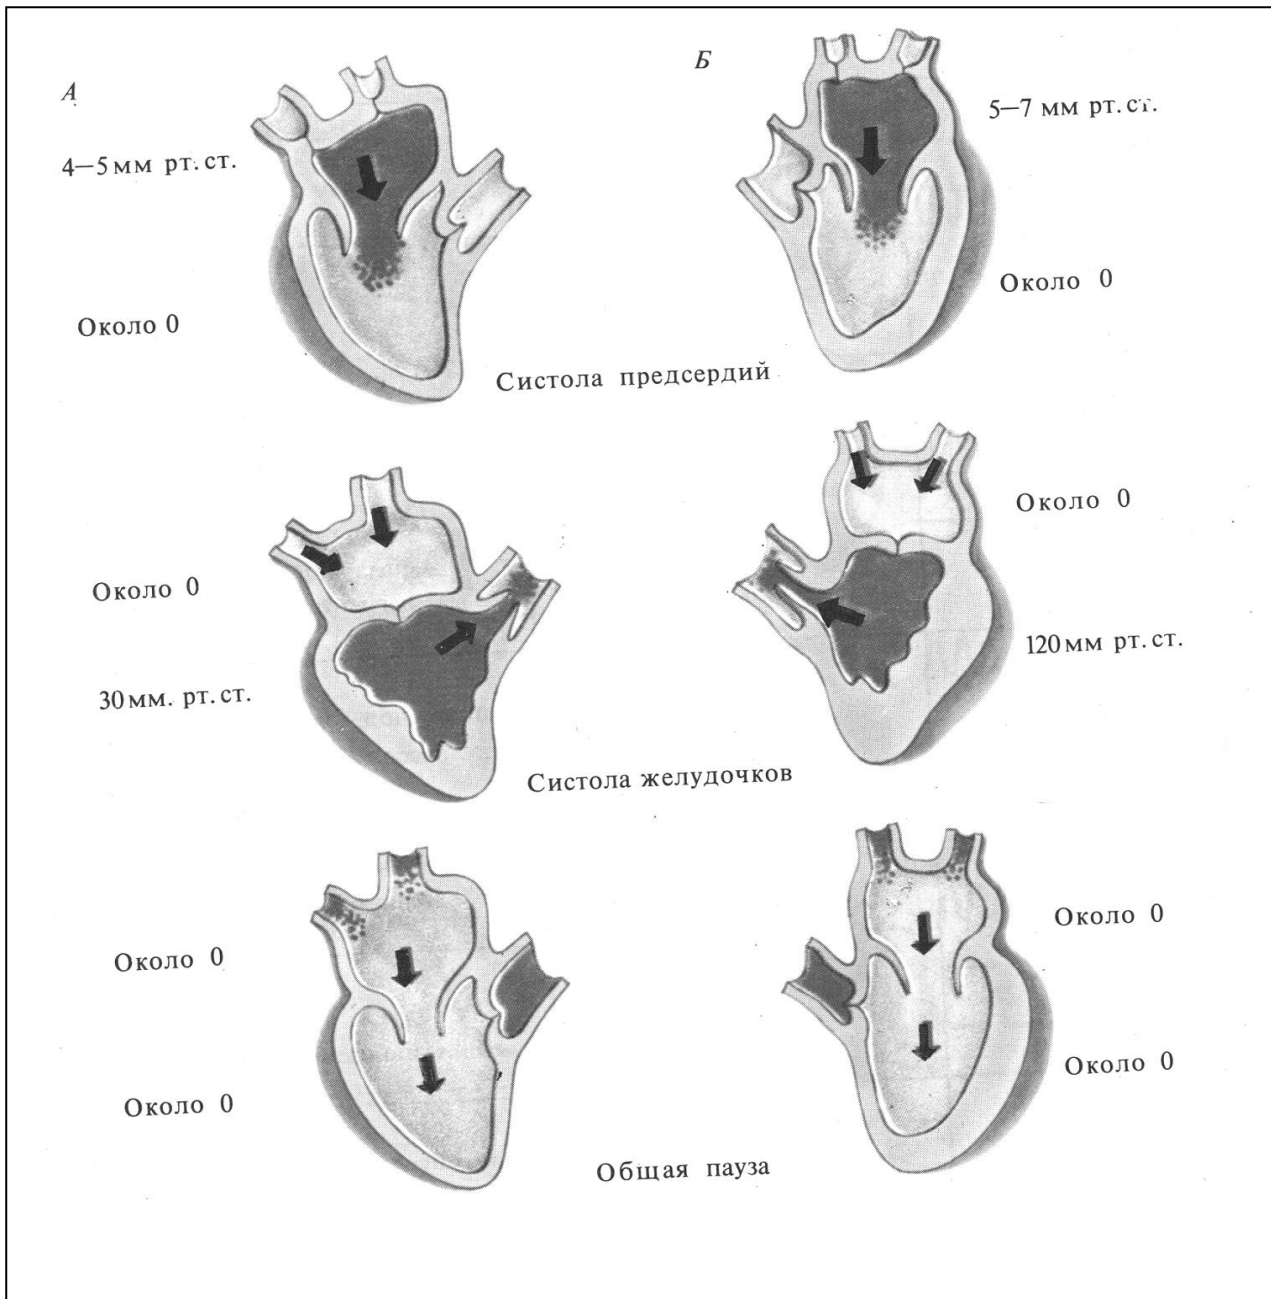 А
Б
5—7 мм рт.ст.
4—5 мм рт.ст.
Около 0
Около 0
Систола предсердий
Около 0
Около 0
120 мм рт.ст.
30 мм. рт.ст.
Систола желудочков
Около 0
Около 0
Около 0
Около 0
Общая пауза